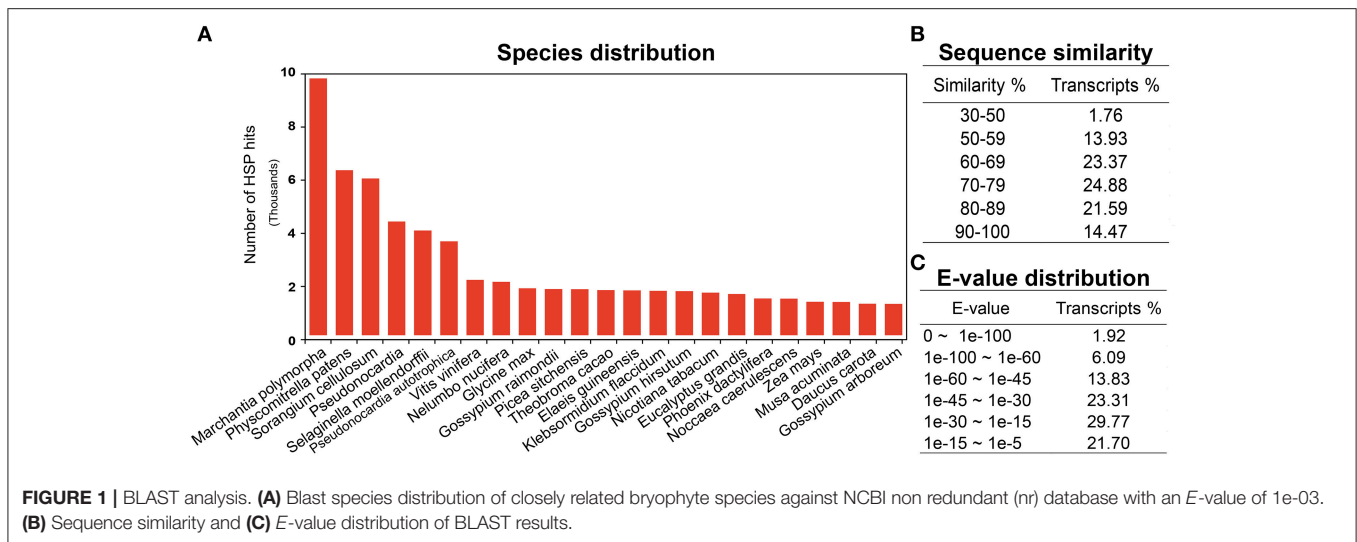 A
Species distribution
Number of HSP hits
(Thousands)
10
8
6
4
2
0
Marchantia polymorpha
Physcomitrella patens
Sorangium cellulosum
Pseudonocardia
Selaginella moellendorffii
Pseudonocardia autotrophica
Vitis vinifera
Nelumbo nucifera
Glycine max
Gossypium raimondii
Picea sitchensis
Theobroma cacao
Elaeis guineensis
Klebsormidium flaccidum
Gossypium hirsutum
Nicotiana tabacum
Eucalyptus grandis
Phoenix dactylifera
Noccaea caerulescens
Zea mays
Musa acuminata
Daucus carota
Gossypium arboreum
B
Sequence similarity
Similarity % Transcripts %
30-50 1.76
50-59 13.93
60-69 23.37
70-79 24.88
80-89 21.59
90-100 14.47
C
E-value distribution
E-value Transcripts %
0 ~ 1e-100 1.92
1e-100 ~ 1e-60 6.09
1e-60 ~ 1e-45 13.83
1e-45 ~ 1e-30 23.31
1e-30 ~ 1e-15 29.77
1e-15 ~ 1e-5 21.70
FIGURE 1 | BLAST analysis. (A) Blast species distribution of closely related bryophyte species against NCBI non redundant (nr) database with an E-value of 1e-03.
(B) Sequence similarity and (C) E-value distribution of BLAST results.